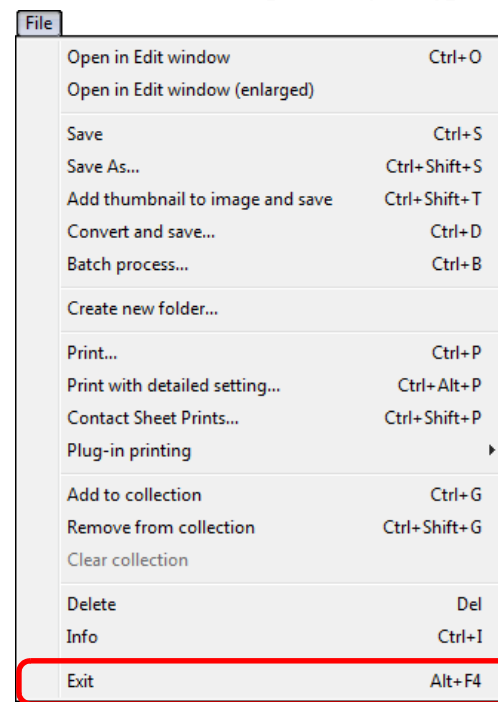 File
Open in Edit window Ctrl+O
Open in Edit window (enlarged)
Save Ctrl+S
Save As... Ctrl+Shift+S
Add thumbnail to image and save Ctrl+Shift+T
Convert and save... Ctrl+D
Batch process... Ctrl+B
Create new folder...
Print... Ctrl+P
Print with detailed setting... Ctrl+Alt+P
Contact Sheet Prints... Ctrl+Shift+P
Plug-in printing
Add to collection Ctrl+G
Remove from collection Ctrl+Shift+G
Clear collection
Delete Del
Info Ctrl+I
Exit Alt+F4